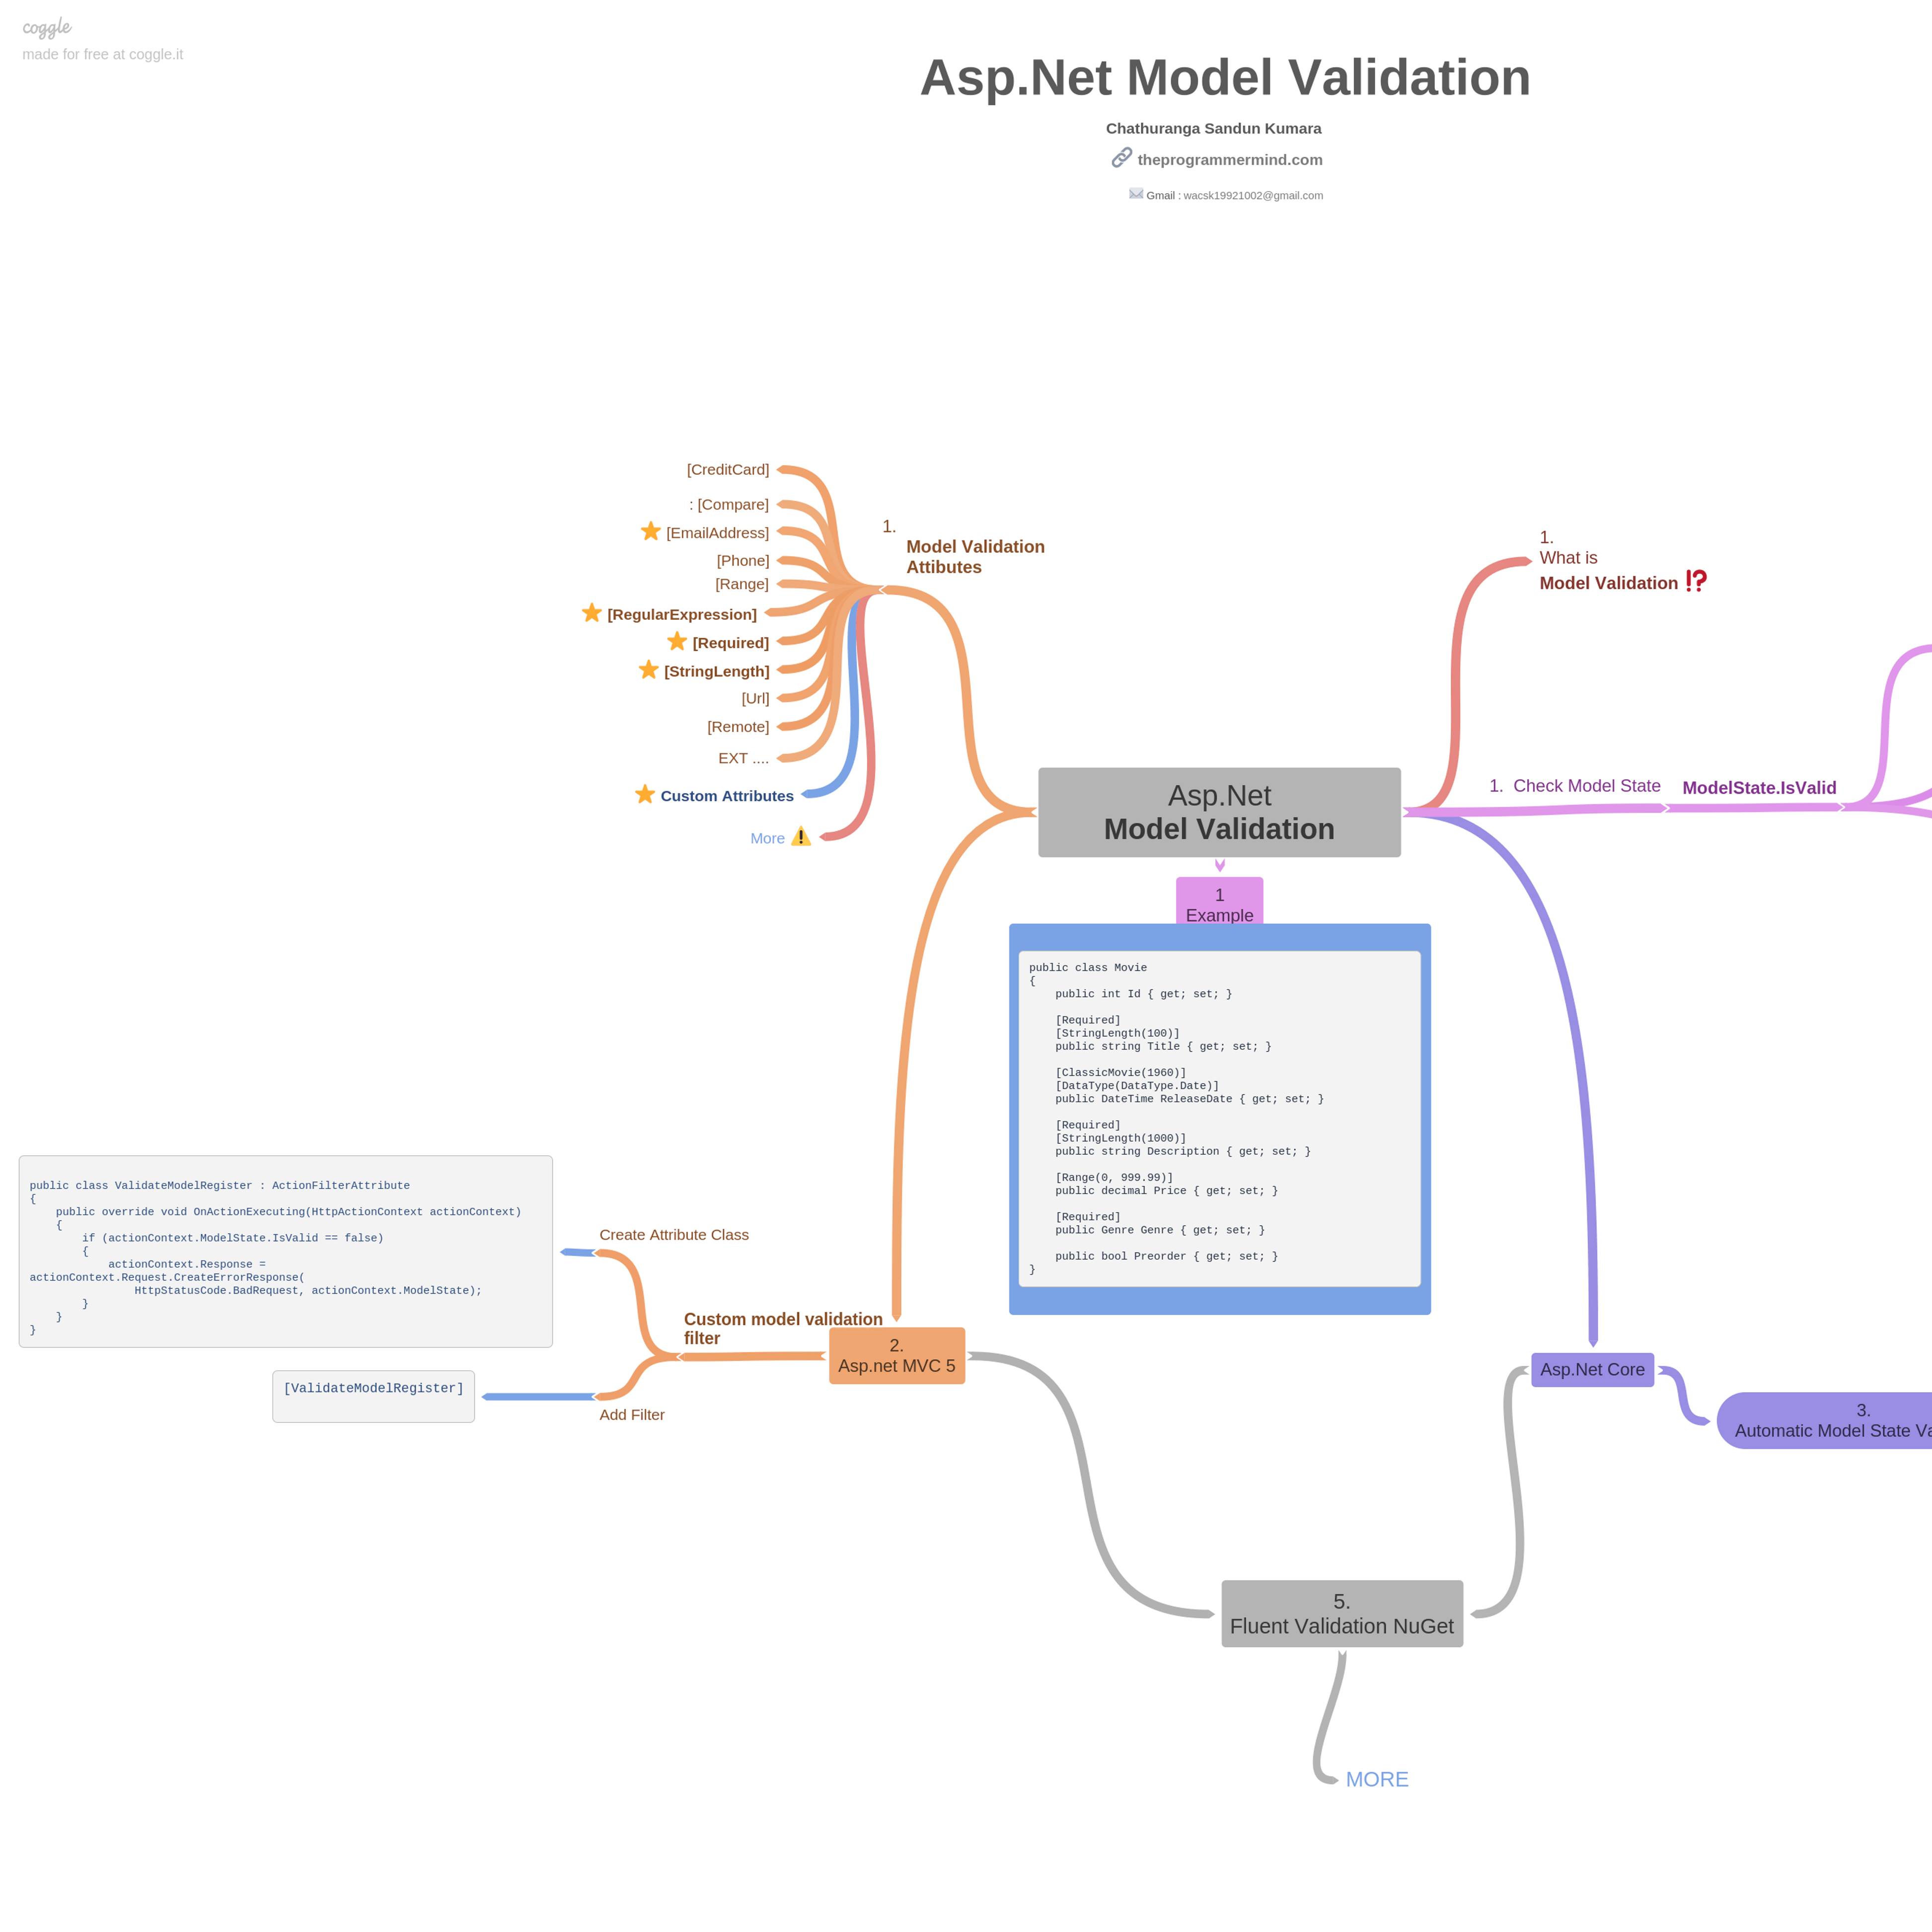 coggle
made for free at coggle.it
Asp.Net Model Validation
Chathuranga Sandun Kumara
theprogrammermind.com
Gmail : wacsk19921002@gmail.com
[CreditCard]
: [Compare]
[EmailAddress]
[Phone]
[Range]
[RegularExpression]
[Required]
[StringLength]
[Url]
[Remote]
EXT ....
Custom Attributes
More
1.
Model Validation
Attibutes
1.
What is
Model Validation ⁉
Asp.Net
Model Validation
1. Check Model State
ModelState.IsValid
1
Example
public class Movie
{
    public int Id { get; set; }
    [Required]
    [StringLength(100)]
    public string Title { get; set; }
    [ClassicMovie(1960)]
    [DataType(DataType.Date)]
    public DateTime ReleaseDate { get; set; }
    [Required]
    [StringLength(1000)]
    public string Description { get; set; }
    [Range(0, 999.99)]
    public decimal Price { get; set; }
    [Required]
    public Genre Genre { get; set; }
    public bool Preorder { get; set; }
}
public class ValidateModelRegister : ActionFilterAttribute
{
    public override void OnActionExecuting(HttpActionContext actionContext)
    {
        if (actionContext.ModelState.IsValid == false)
        {
            actionContext.Response =
actionContext.Request.CreateErrorResponse(
                HttpStatusCode.BadRequest, actionContext.ModelState);
        }
    }
}
Create Attribute Class
Custom model validation
filter
[ValidateModelRegister]
Add Filter
2.
Asp.net MVC 5
Asp.Net Core
3.
Automatic Model State Va
5.
Fluent Validation NuGet
MORE